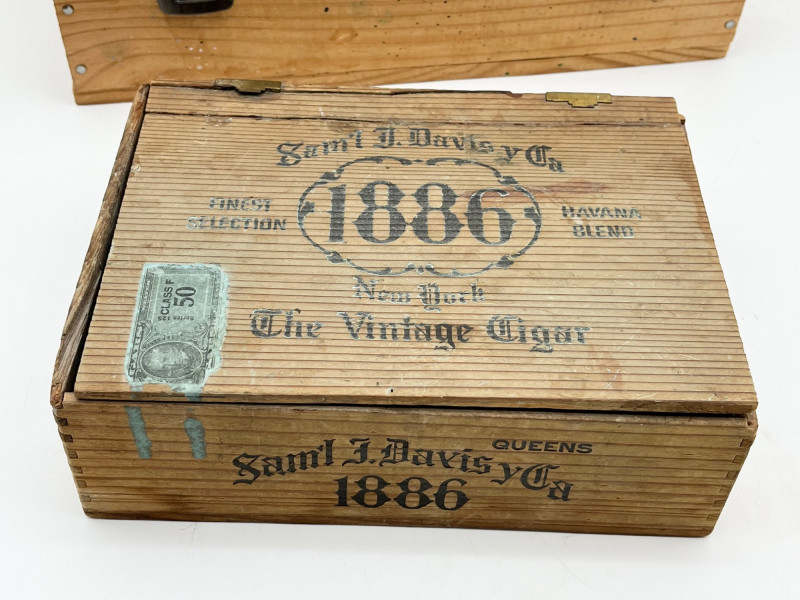 Sam'l J. Davis y Ca
FINEST
SELECTION
1886
HAVANA
BLEND
New York
The Vintage Cigar
CLASS F
50
QUEENS
Sam'l J. Davis y Ca
1886